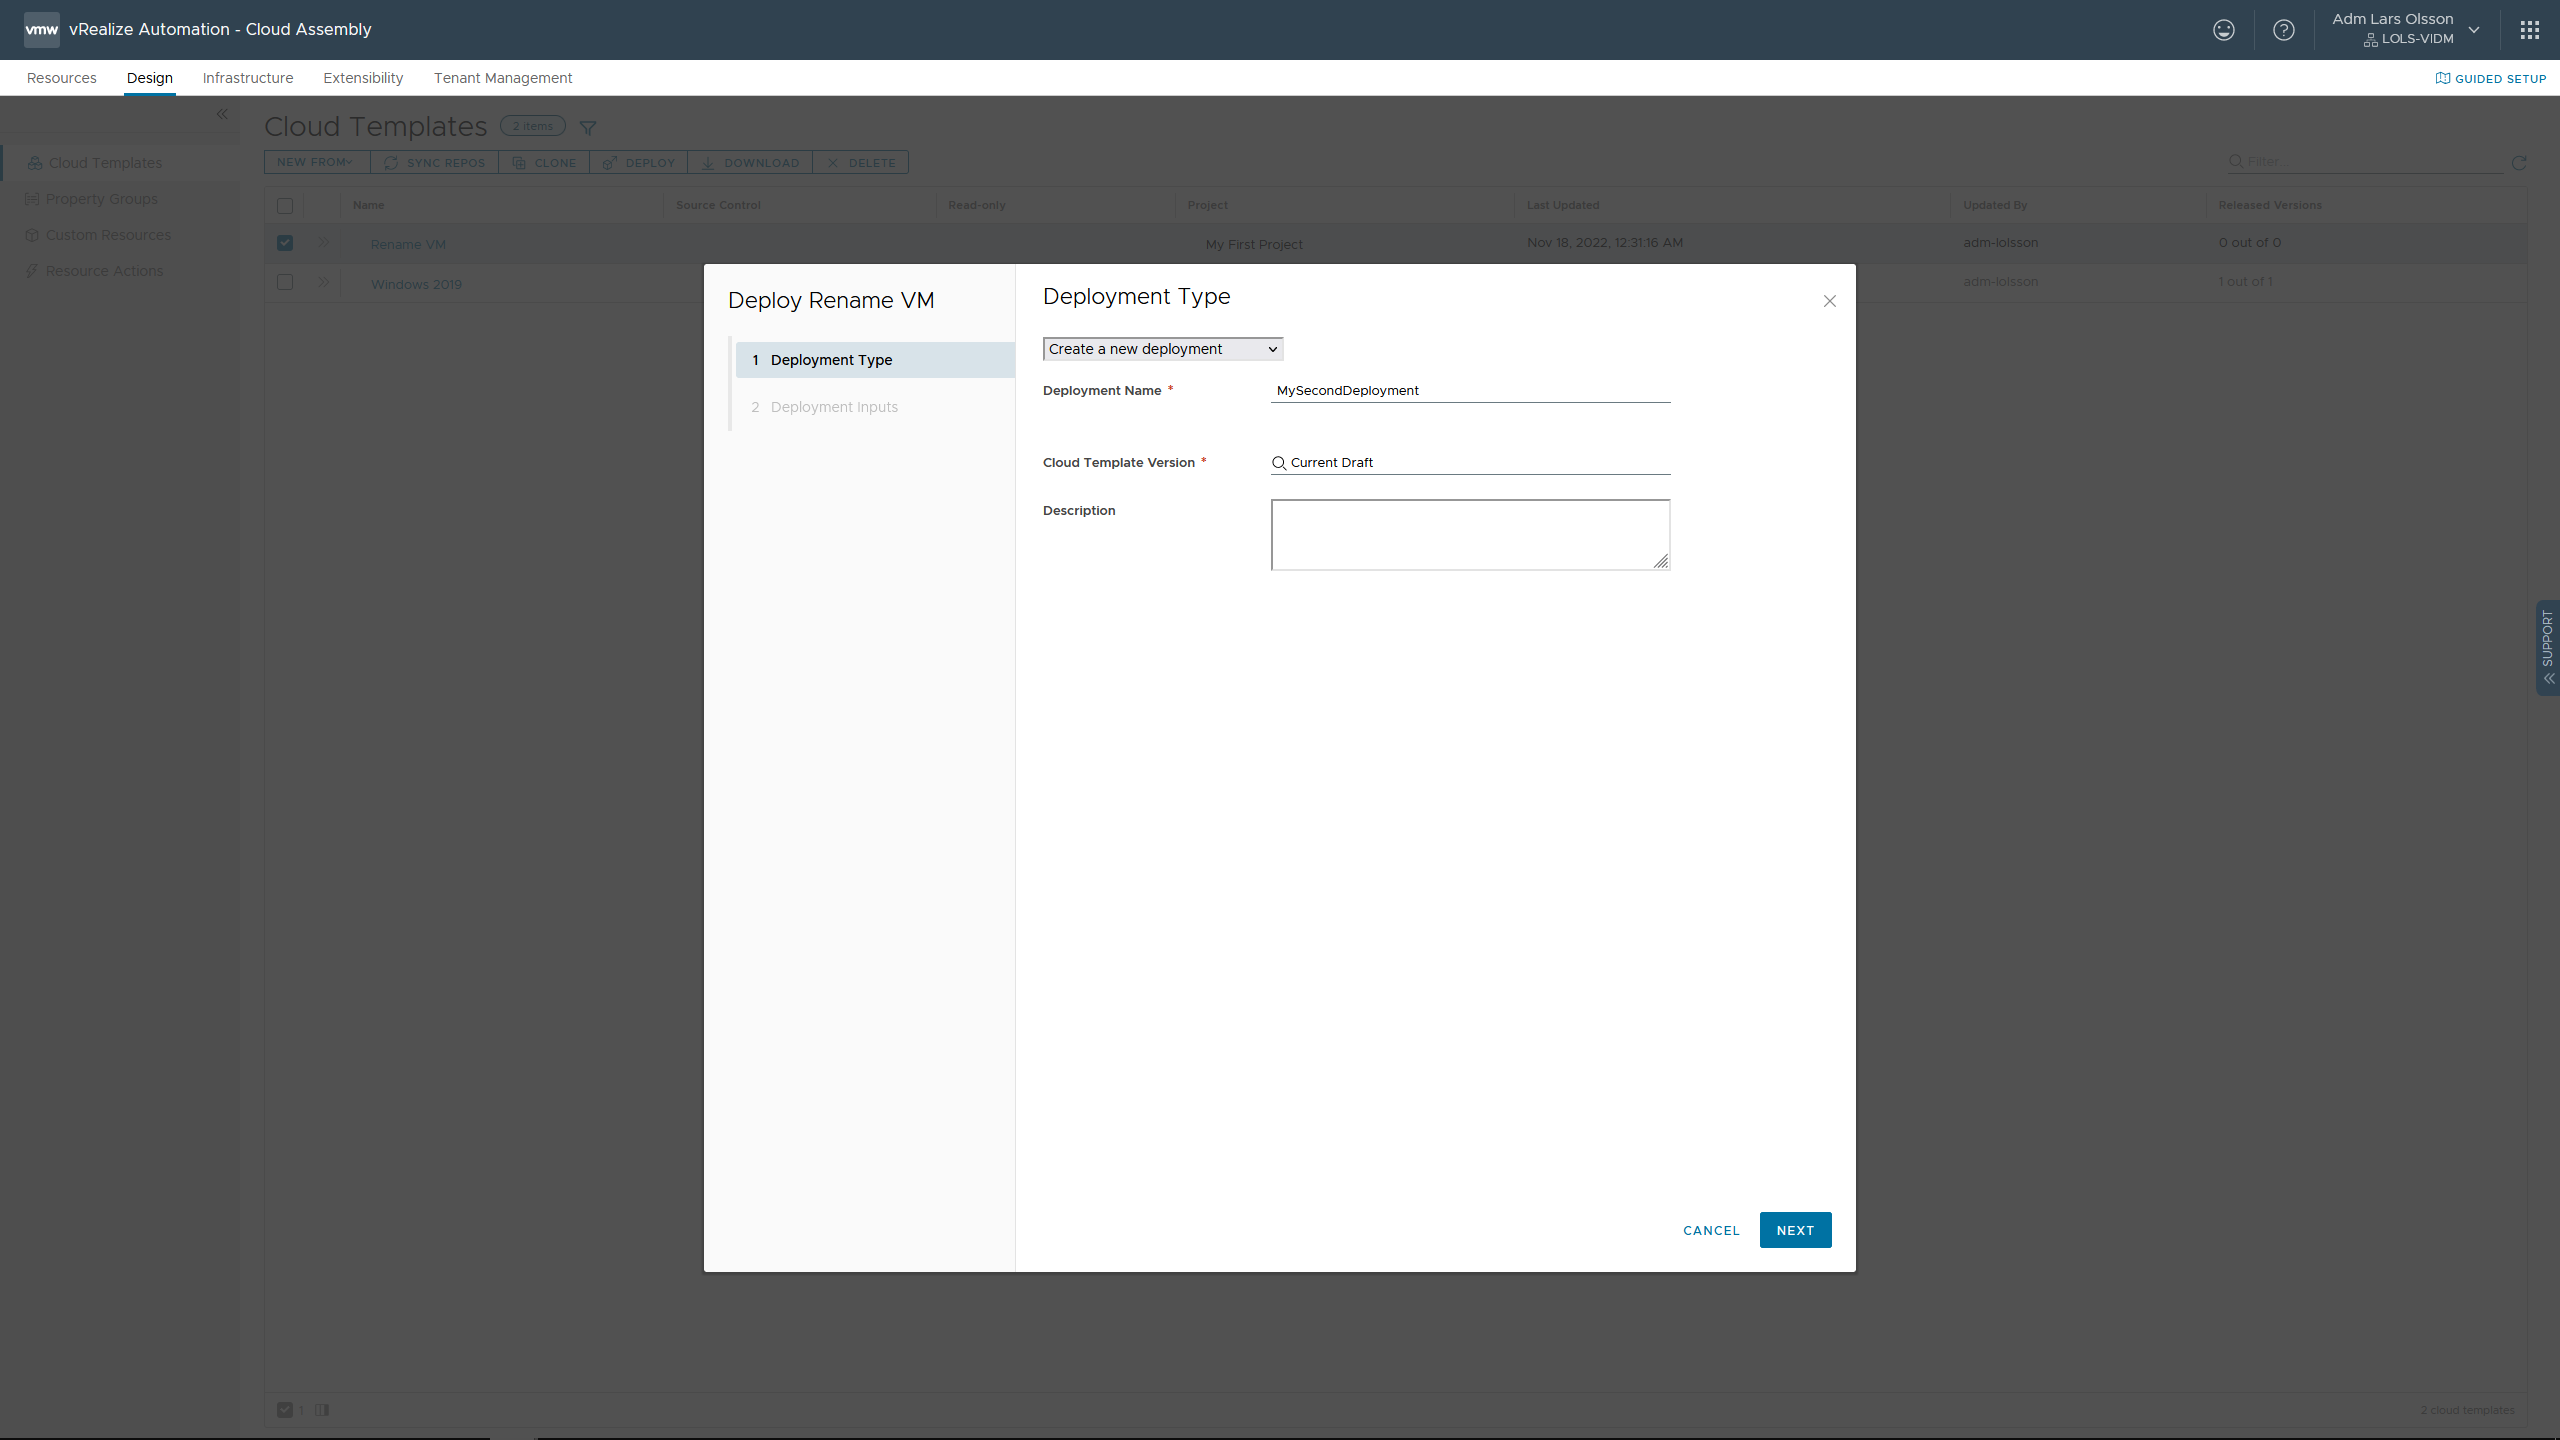 vmw vRealize Automation - Cloud Assembly
Adm Lars Olsson
LOLS-VIDM
Resources Design Infrastructure Extensibility Tenant Management GUIDED SETUP
Cloud Templates 2 items
Cloud Templates
Property Groups
Custom Resources
Resource Actions
NEW FROM SYNC REPOS CLONE DEPLOY DOWNLOAD DELETE Filter...
Name Source Control Read-only Project Last Updated Updated By Released Versions
Rename VM My First Project Nov 18, 2022, 12:31:16 AM adm-lolsson 0 out of 0
Windows 2019 adm-lolsson 1 out of 1
Deploy Rename VM
1 Deployment Type
2 Deployment Inputs
Deployment Type
Create a new deployment
Deployment Name * MySecondDeployment
Cloud Template Version * Current Draft
Description
CANCEL NEXT
SUPPORT
1
2 cloud templates